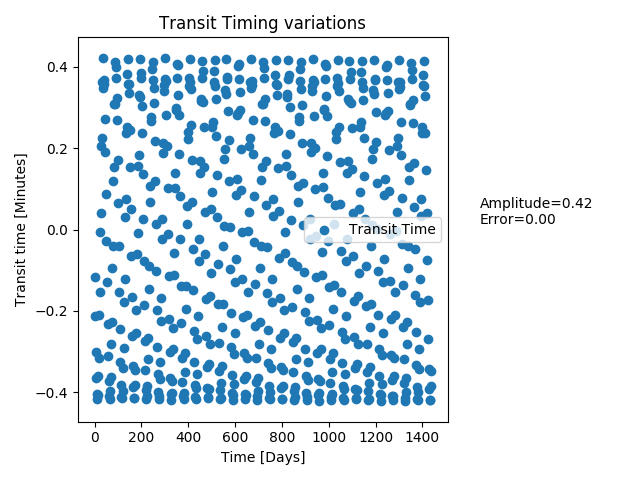 Transit Timing variations
Transit time [Minutes]
0.4
0.2
0.0
−0.2
−0.4
Transit Time
Amplitude=0.42
Error=0.00
0 200 400 600 800 1000 1200 1400
Time [Days]